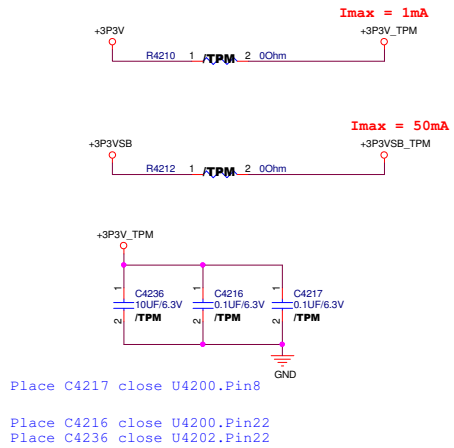 Imax = 1mA
+3P3V
+3P3V_TPM
R4210 1 /TPM 2 0Ohm
Imax = 50mA
+3P3VSB
+3P3VSB_TPM
R4212 1 /TPM 2 0Ohm
+3P3V_TPM
1 C4236 1 C4216 1 C4217
10UF/6.3V 0.1UF/6.3V 0.1UF/6.3V
2 /TPM 2 /TPM 2 /TPM
GND
Place C4217 close U4200.Pin8
Place C4216 close U4200.Pin22
Place C4236 close U4202.Pin22